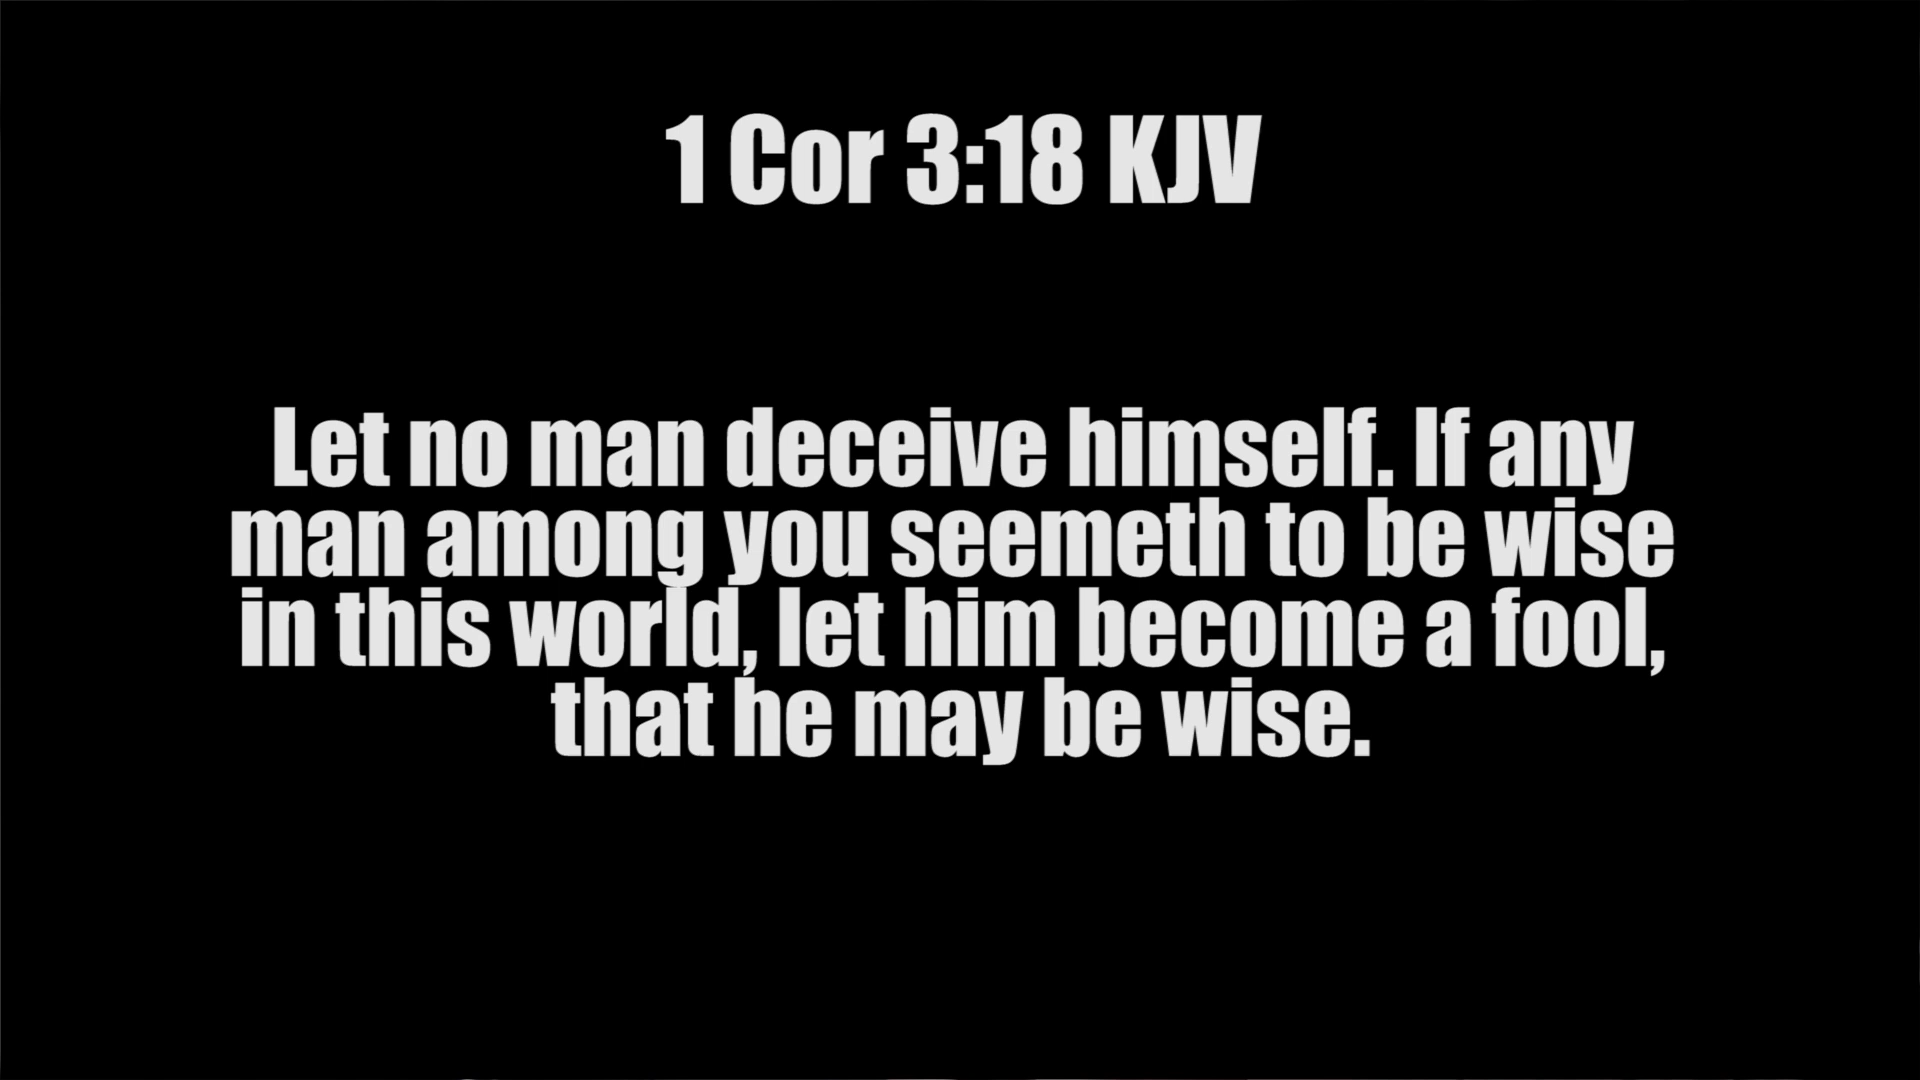 1 Cor 3:18 KJV
Let no man deceive himself. If any
man among you seemeth to be wise
in this world, let him become a fool,
that he may be wise.